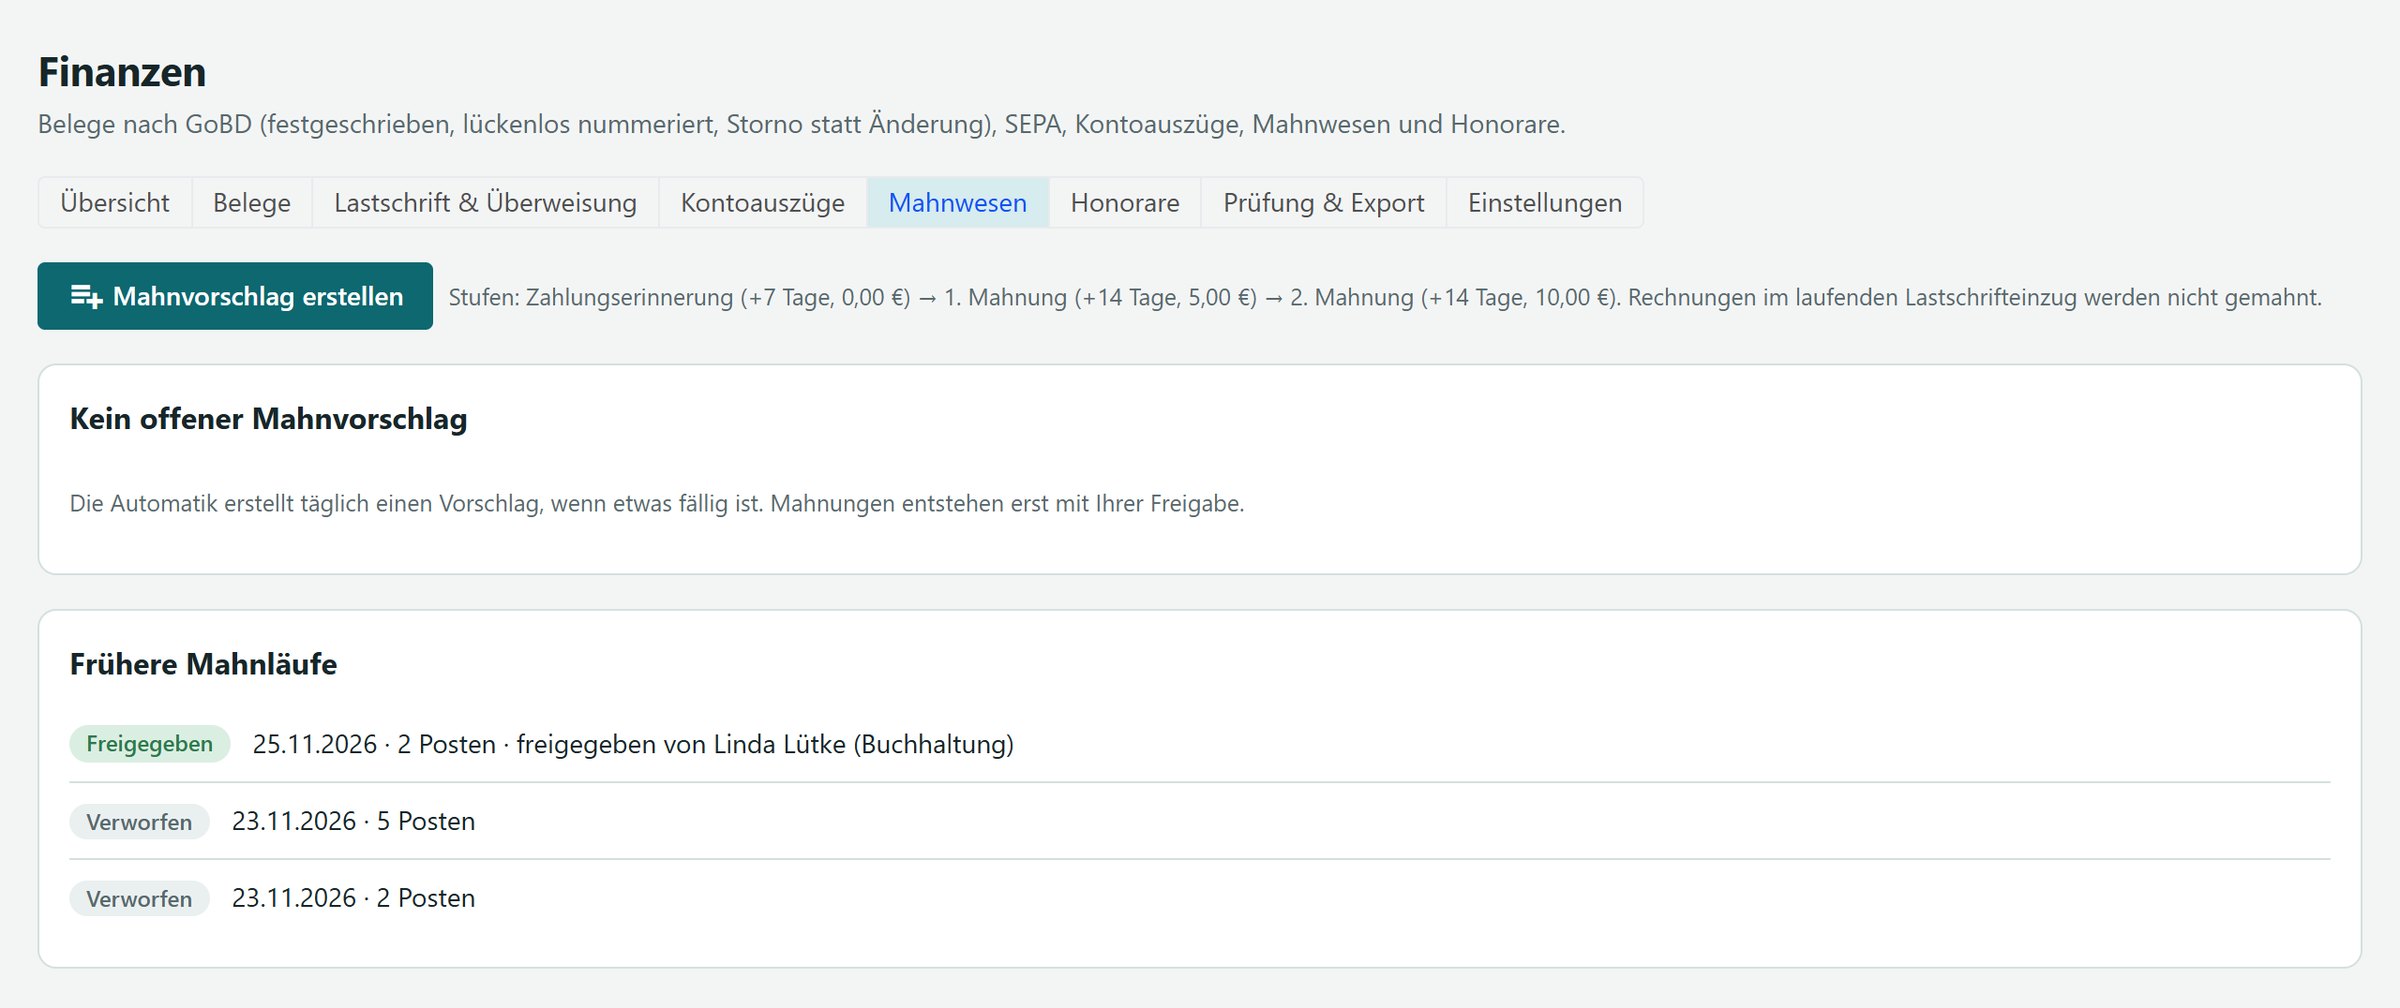 Finanzen
Belege nach GoBD (festgeschrieben, lückenlos nummeriert, Storno statt Änderung), SEPA, Kontoauszüge, Mahnwesen und Honorare.
Übersicht Belege Lastschrift & Überweisung Kontoauszüge Mahnwesen Honorare Prüfung & Export Einstellungen
Mahnvorschlag erstellen Stufen: Zahlungserinnerung (+7 Tage, 0,00 €) → 1. Mahnung (+14 Tage, 5,00 €) → 2. Mahnung (+14 Tage, 10,00 €). Rechnungen im laufenden Lastschrifteinzug werden nicht gemahnt.
Kein offener Mahnvorschlag
Die Automatik erstellt täglich einen Vorschlag, wenn etwas fällig ist. Mahnungen entstehen erst mit Ihrer Freigabe.
Frühere Mahnläufe
Freigegeben 25.11.2026 · 2 Posten · freigegeben von Linda Lütke (Buchhaltung)
Verworfen 23.11.2026 · 5 Posten
Verworfen 23.11.2026 · 2 Posten